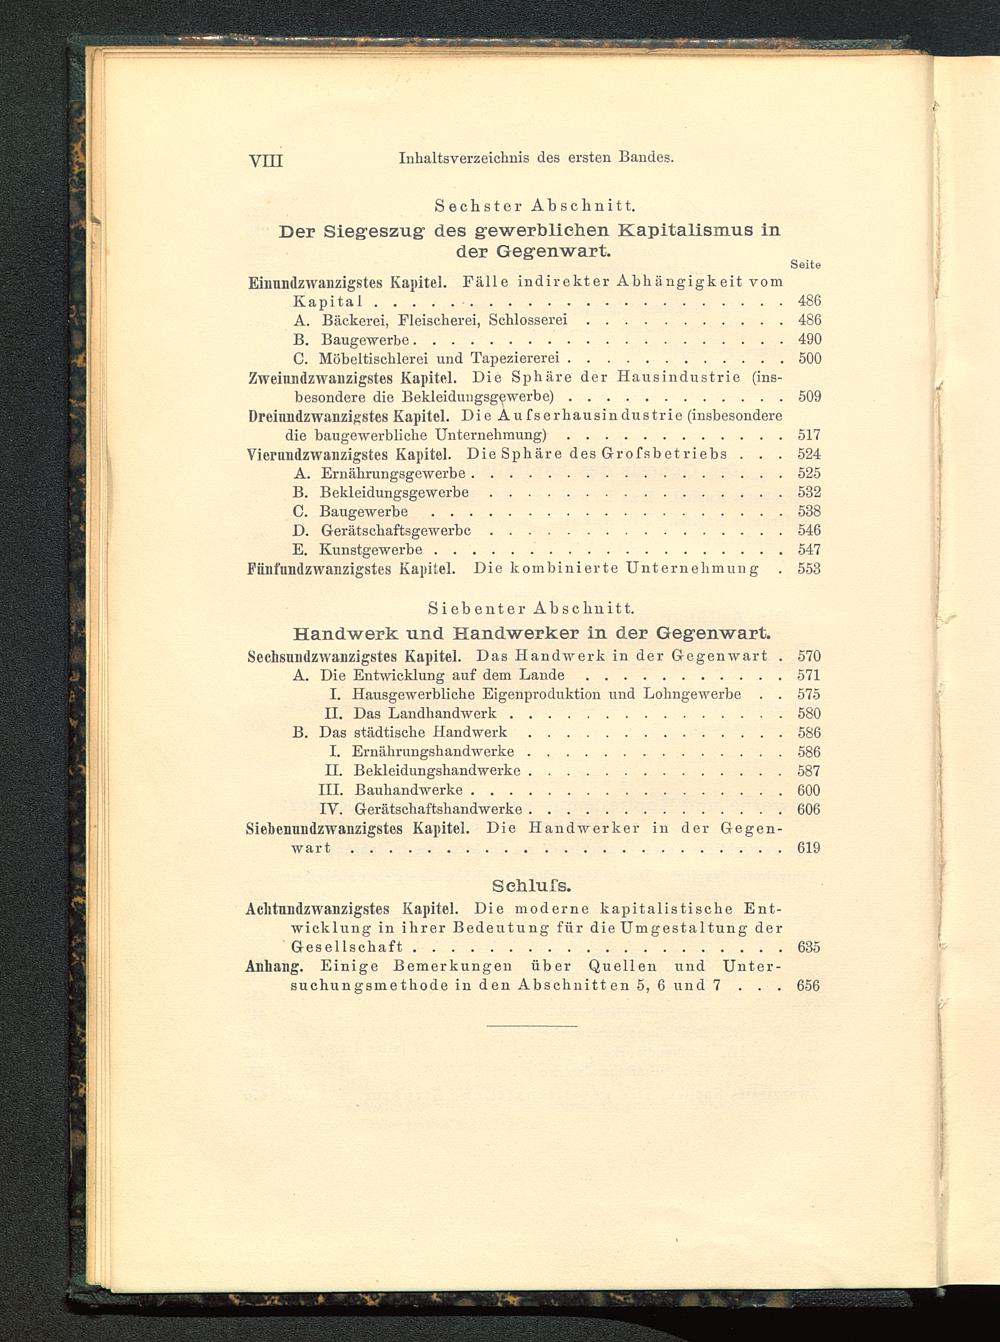 VIII Inhaltsverzeichnis des ersten Bandes.
Sechster Abschnitt.
Der Siegeszug des gewerblichen Kapitalismus in
der Gegenwart.
Seite
Einundzwanzigstes Kapitel. Fälle indirekter Abhängigkeit vom
Kapital . . . . . . . . . . . . . . . . . . . . . . 486
A. Bäckerei, Fleischerei, Schlosserei . . . . . . . . . . . 486
B. Baugewerbe . . . . . . . . . . . . . . . . . . . . 490
C. Möbeltischlerei und Tapeziererei . . . . . . . . . . . . 500
Zweiundzwanzigstes Kapitel. Die Sphäre der Hausindustrie (ins-
besondere die Bekleidungsgewerbe) . . . . . . . . . . . . 509
Dreiundzwanzigstes Kapitel. Die Aufserhausindustrie (insbesondere
die baugewerbliche Unternehmung) . . . . . . . . . . . . 517
Vierundzwanzigstes Kapitel. Die Sphäre des Grofsbetriebs . . . 524
A. Ernährungsgewerbe . . . . . . . . . . . . . . . . . 525
B. Bekleidungsgewerbe . . . . . . . . . . . . . . . . 532
C. Baugewerbe . . . . . . . . . . . . . . . . . . . 538
D. Gerätschaftsgewerbe . . . . . . . . . . . . . . . . 546
E. Kunstgewerbe . . . . . . . . . . . . . . . . . . . 547
Fünfundzwanzigstes Kapitel. Die kombinierte Unternehmung . 553
Siebenter Abschnitt.
Handwerk und Handwerker in der Gegenwart.
Sechsundzwanzigstes Kapitel. Das Handwerk in der Gegenwart . 570
A. Die Entwicklung auf dem Lande . . . . . . . . . . . 571
I. Hausgewerbliche Eigenproduktion und Lohngewerbe . . 575
II. Das Landhandwerk . . . . . . . . . . . . . . . 580
B. Das städtische Handwerk . . . . . . . . . . . . . . 586
I. Ernährungshandwerke . . . . . . . . . . . . . . 586
II. Bekleidungshandwerke . . . . . . . . . . . . . . 587
III. Bauhandwerke . . . . . . . . . . . . . . . . . 600
IV. Gerätschaftshandwerke . . . . . . . . . . . . . . 606
Siebenundzwanzigstes Kapitel. Die Handwerker in der Gegen-
wart . . . . . . . . . . . . . . . . . . . . . . . 619
Schlufs.
Achtundzwanzigstes Kapitel. Die moderne kapitalistische Ent-
wicklung in ihrer Bedeutung für die Umgestaltung der
Gesellschaft . . . . . . . . . . . . . . . . . . . . 635
Anhang. Einige Bemerkungen über Quellen und Unter-
suchungsmethode in den Abschnitten 5, 6 und 7 . . . 656